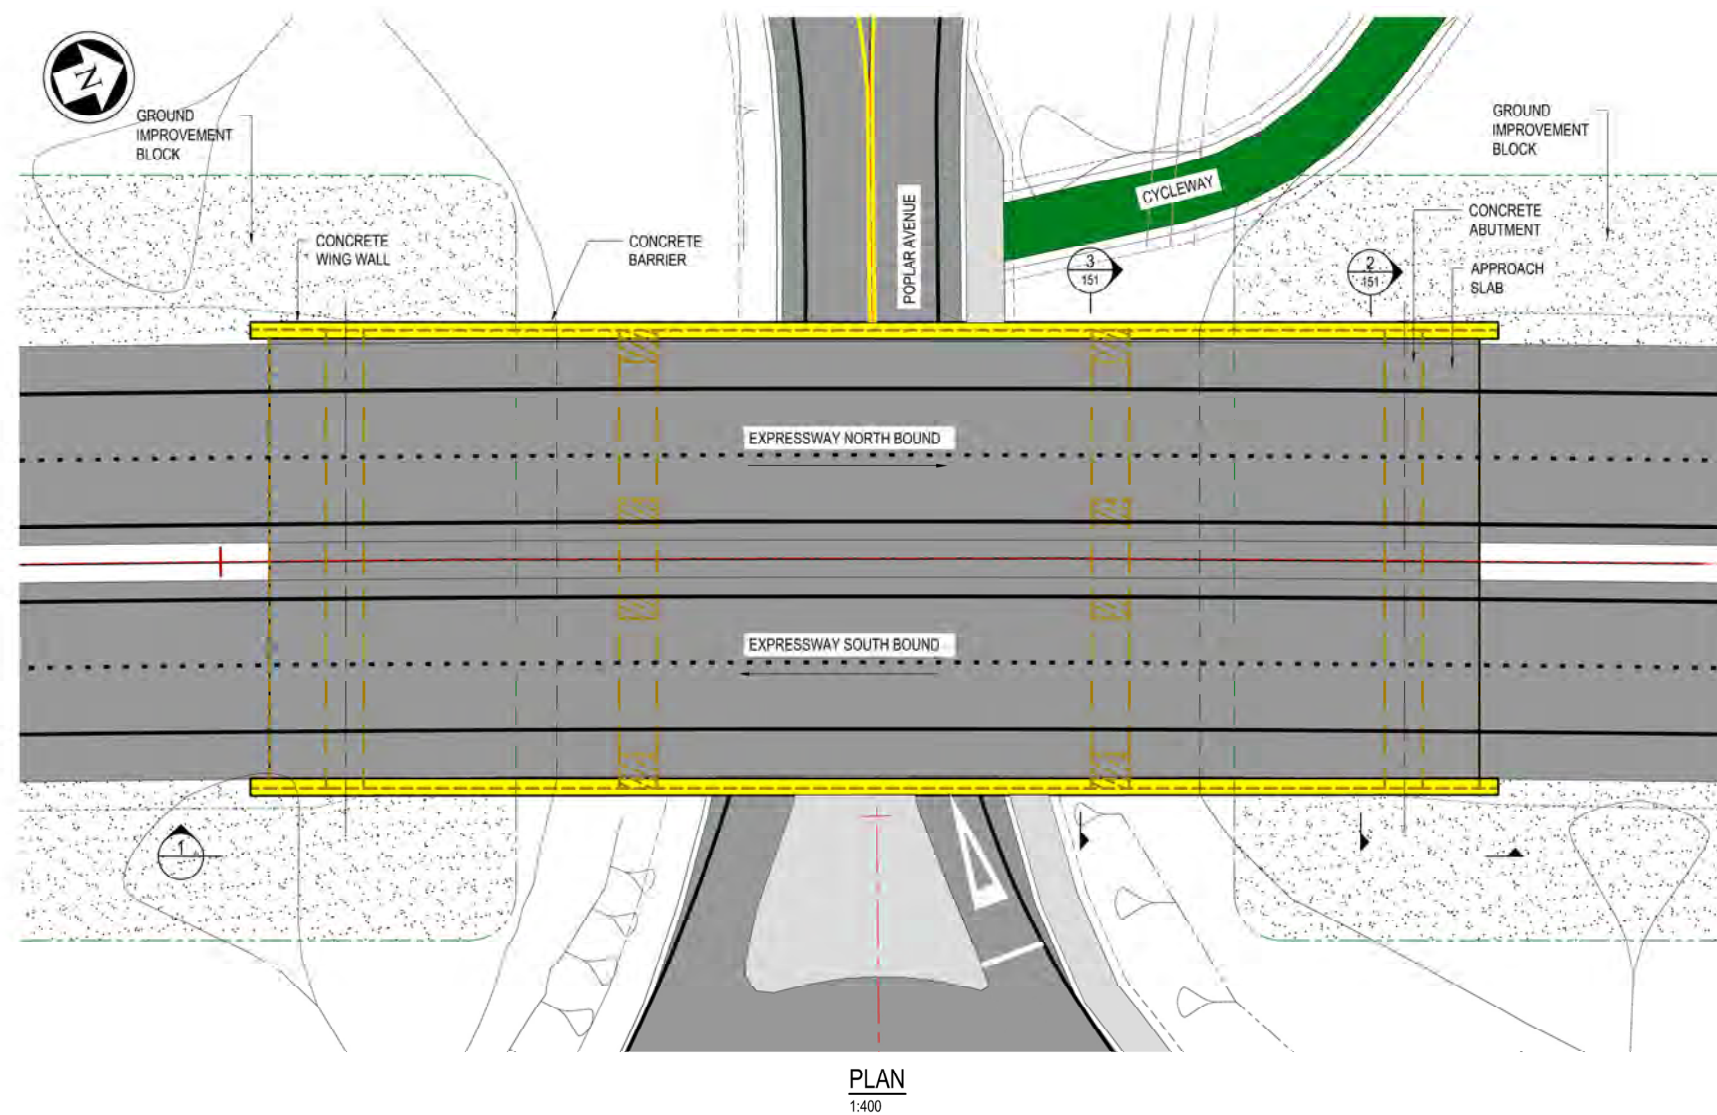 N
GROUND
IMPROVEMENT
BLOCK
GROUND
IMPROVEMENT
BLOCK
CYCLEWAY
POPLAR AVENUE
CONCRETE
WING WALL
CONCRETE
BARRIER
3
151
2
151
CONCRETE
ABUTMENT
APPROACH
SLAB
EXPRESSWAY NORTH BOUND
EXPRESSWAY SOUTH BOUND
1
PLAN
1:400